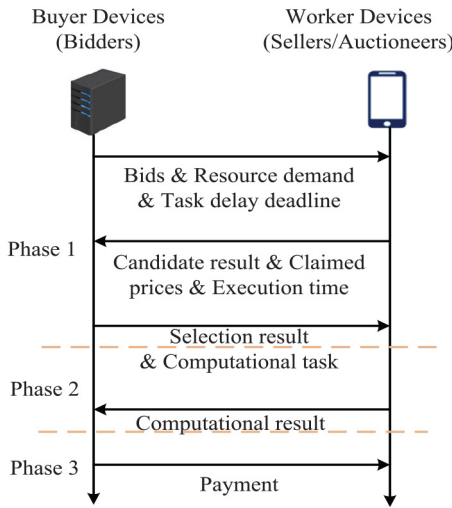 Buyer Devices
(Bidders)
Worker Devices
(Sellers/Auctioneers)
Bids & Resource demand
& Task delay deadline
Phase 1
Candidate result & Claimed
prices & Execution time
Selection result
& Computational task
Phase 2
Computational result
Phase 3
Payment